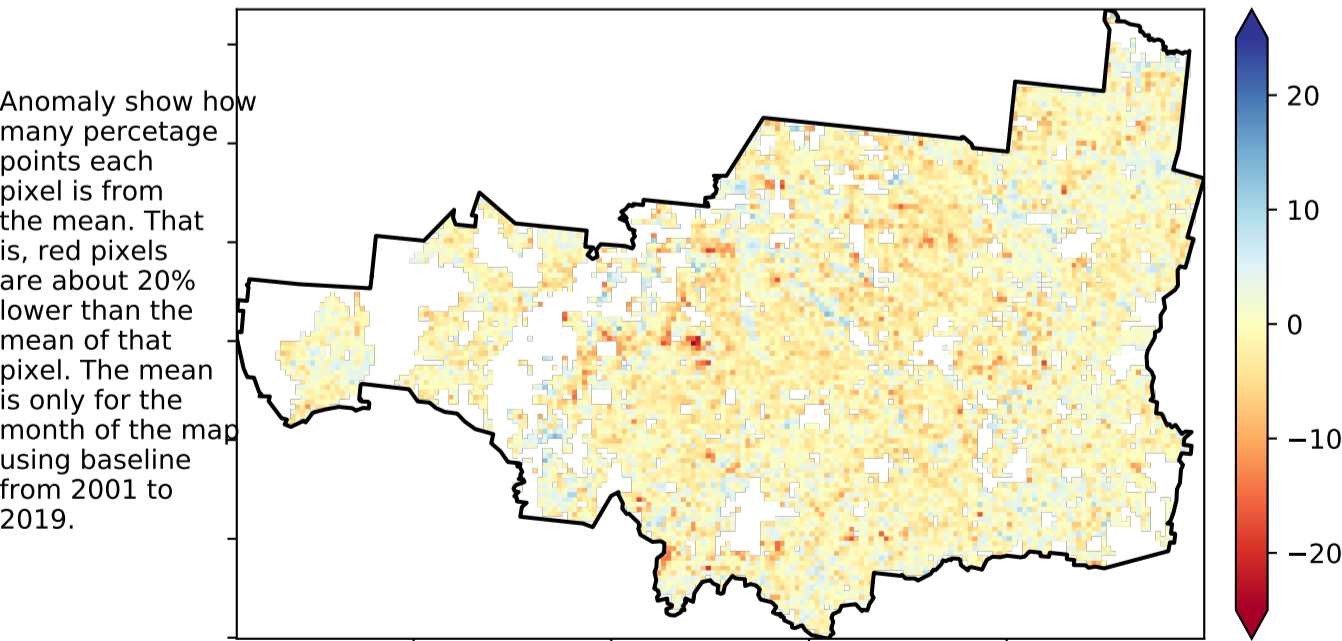 Anomaly show how
many percetage
points each
pixel is from
the mean. That
is, red pixels
are about 20%
lower than the
mean of that
pixel. The mean
is only for the
month of the map
using baseline
from 2001 to
2019.
20
10
0
−10
−20